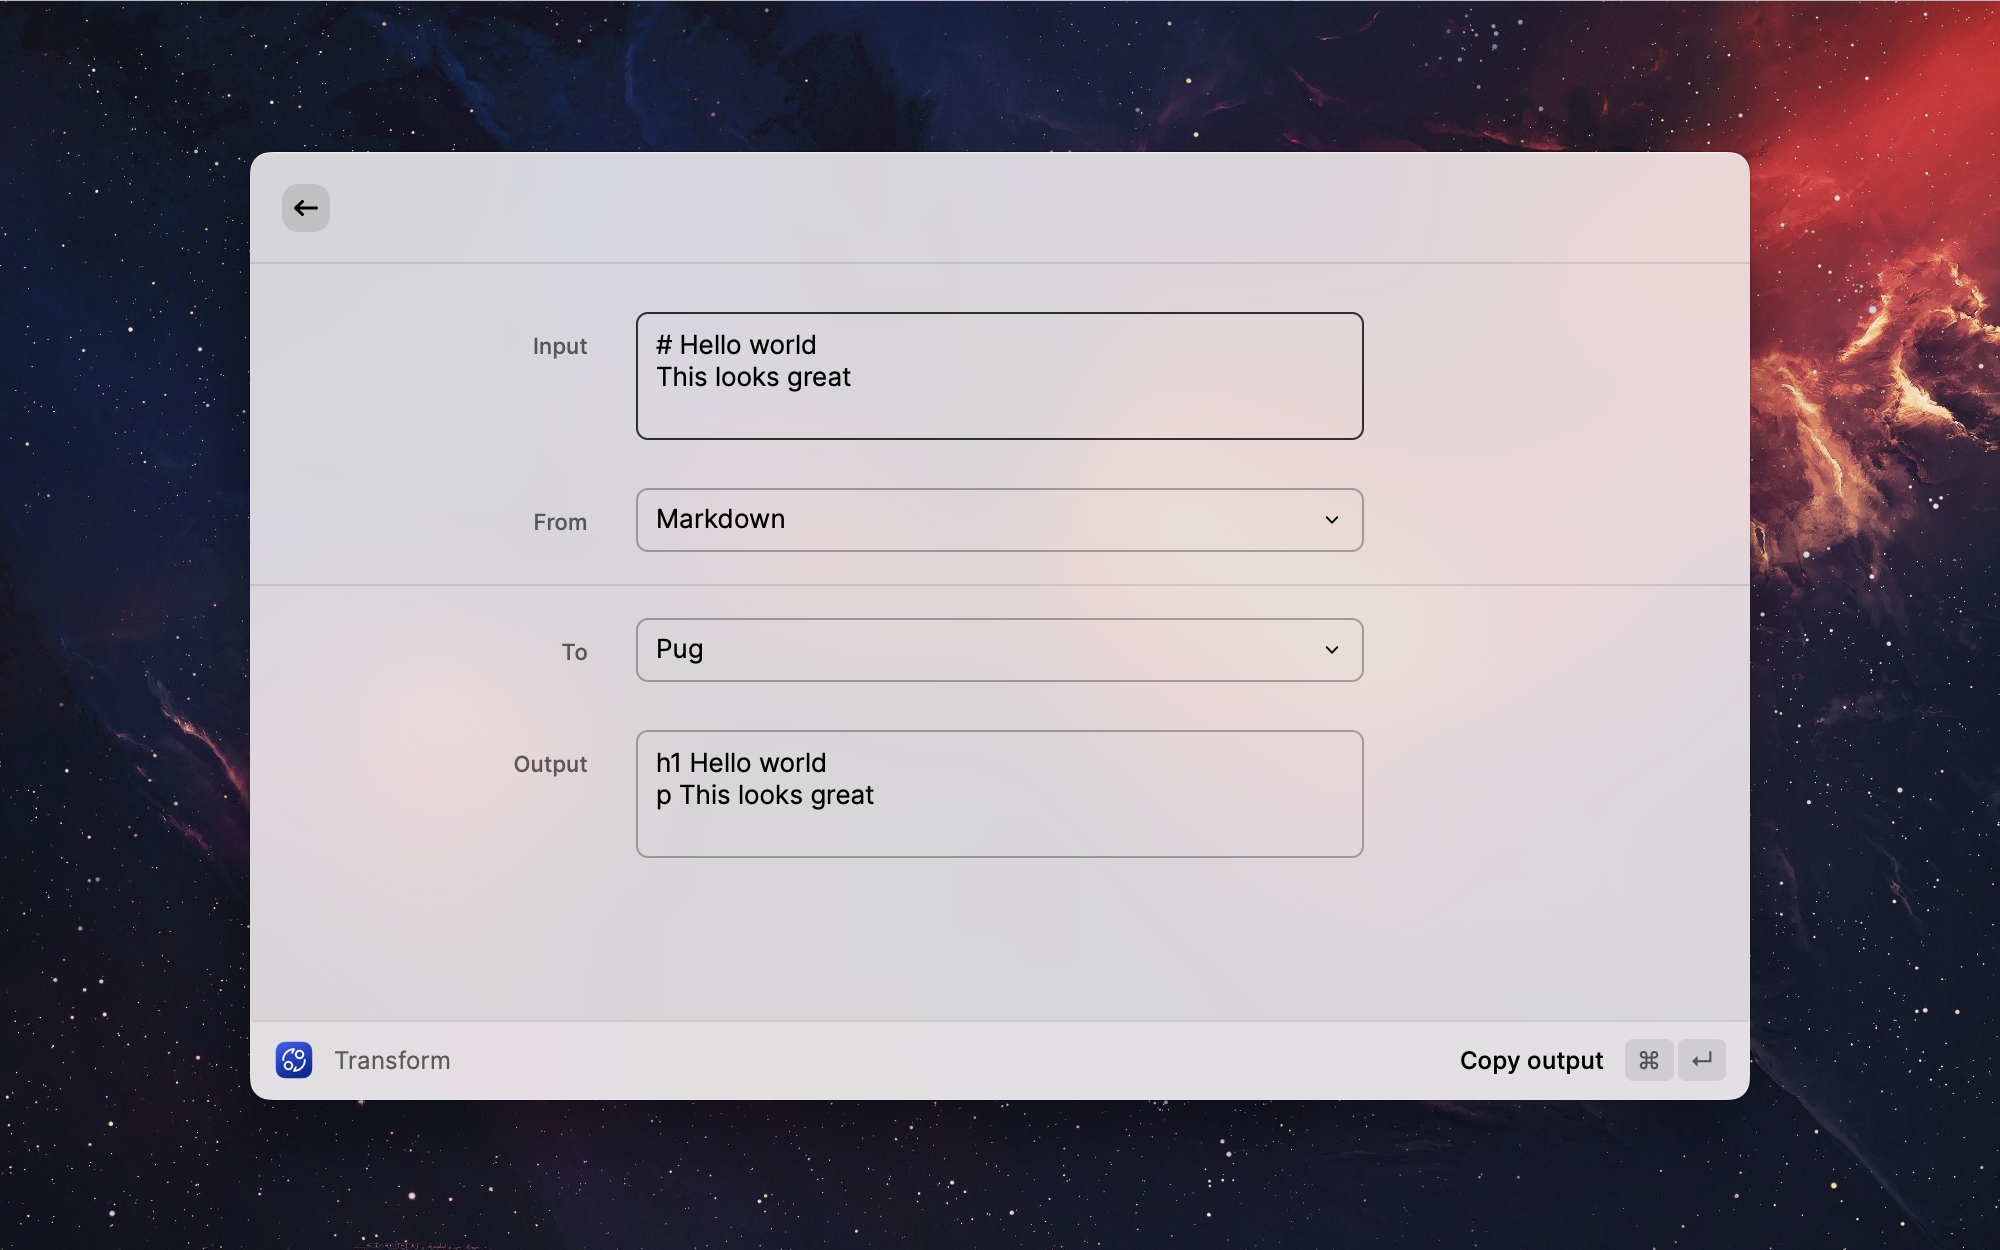 Input
# Hello world
This looks great
From
Markdown
To
Pug
Output
h1 Hello world
p This looks great
Transform
Copy output ⌘ ↵